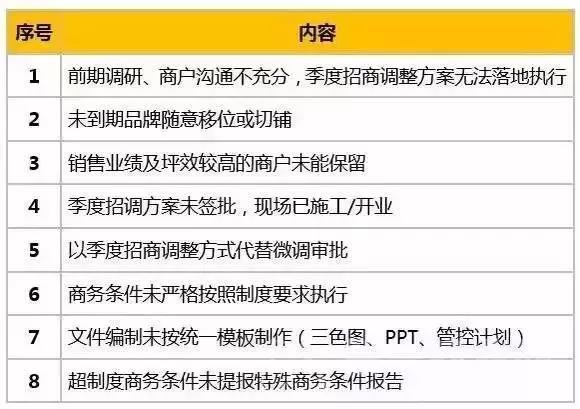 序号 内容
1 前期调研、商户沟通不充分，季度招商调整方案无法落地执行
2 未到期品牌随意移位或切铺
3 销售业绩及坪效较高的商户未能保留
4 季度招调方案未签批，现场已施工/开业
5 以季度招商调整方式代替微调审批
6 商务条件未严格按照制度要求执行
7 文件编制未按统一模板制作（三色图、PPT、管控计划）
8 超制度商务条件未提报特殊商务条件报告